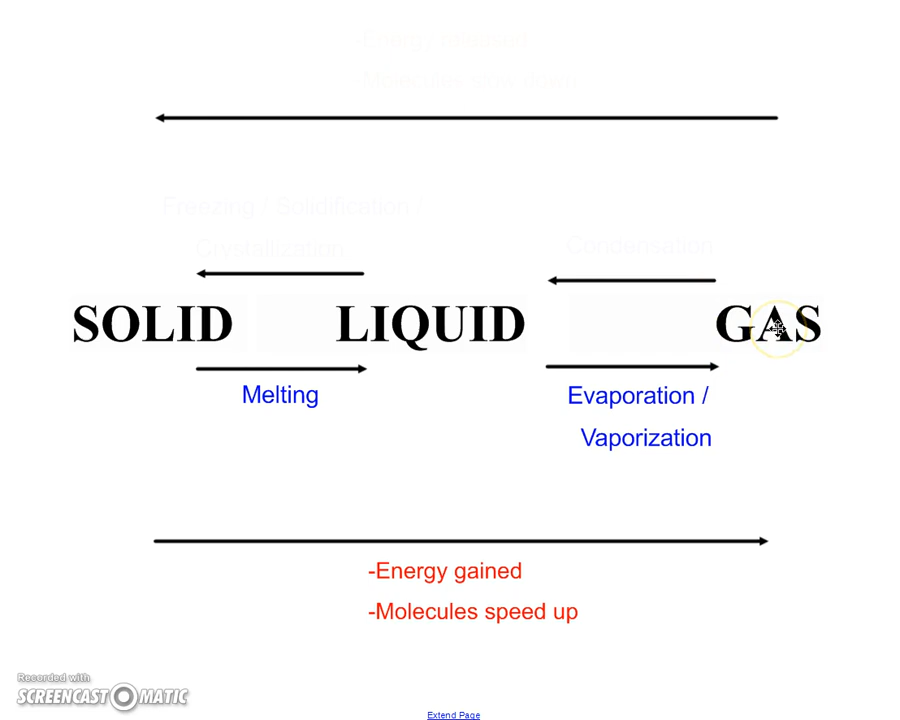 -Energy released
-Molecules slow down
Freezing / Solidification /
Crystallization
Condensation
SOLID LIQUID GAS
Melting
Evaporation /
Vaporization
-Energy gained
-Molecules speed up
Recorded with
SCREENCAST-O-MATIC
Extend Page